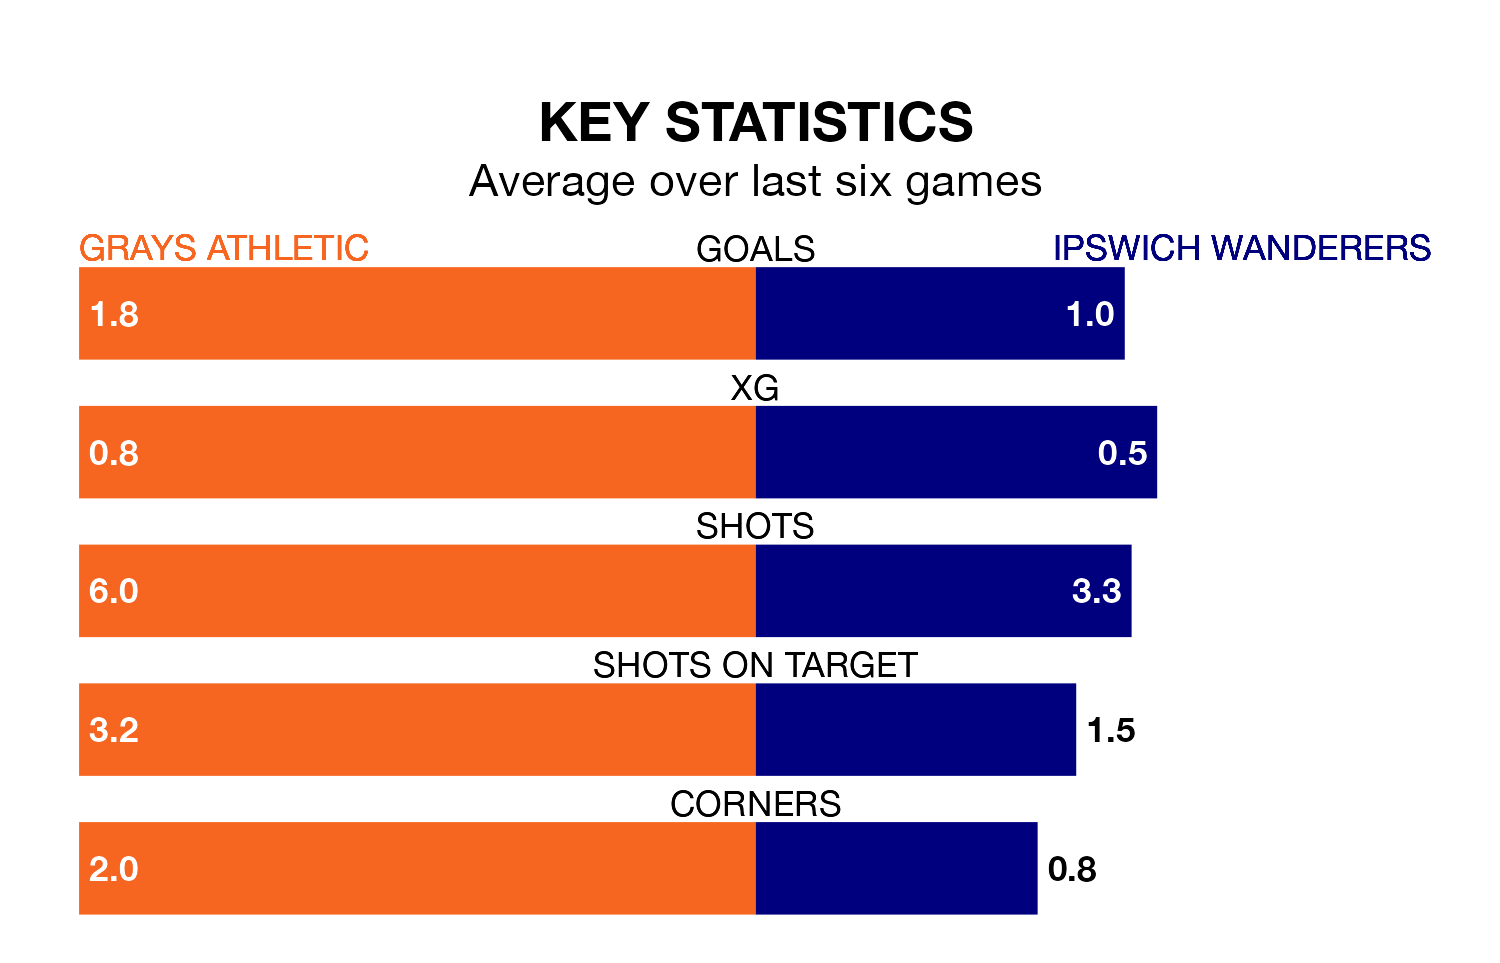 KEY STATISTICS
Average over last six games
GRAYS ATHLETIC GOALS IPSWICH WANDERERS
1.8 1.0
XG
0.8 0.5
SHOTS
6.0 3.3
SHOTS ON TARGET
3.2 1.5
CORNERS
2.0 0.8